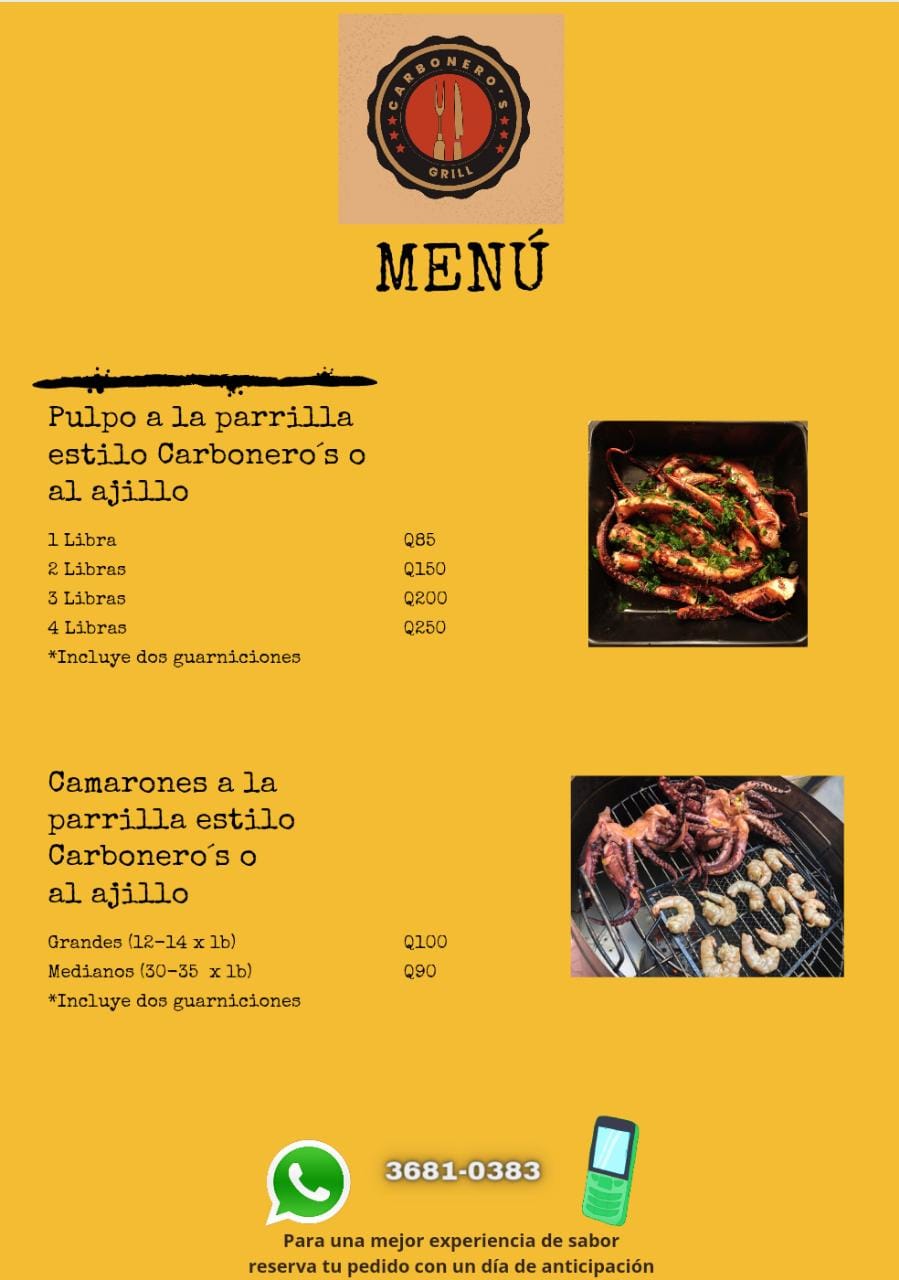 CARBONERO'S
GRILL
MENÚ
Pulpo a la parrilla
estilo Carbonero´s o
al ajillo
1 Libra Q85
2 Libras Q150
3 Libras Q200
4 Libras Q250
*Incluye dos guarniciones
Camarones a la
parrilla estilo
Carbonero´s o
al ajillo
Grandes (12-14 x lb) Q100
Medianos (30-35 x lb) Q90
*Incluye dos guarniciones
3681-0383
Para una mejor experiencia de sabor
reserva tu pedido con un día de anticipación